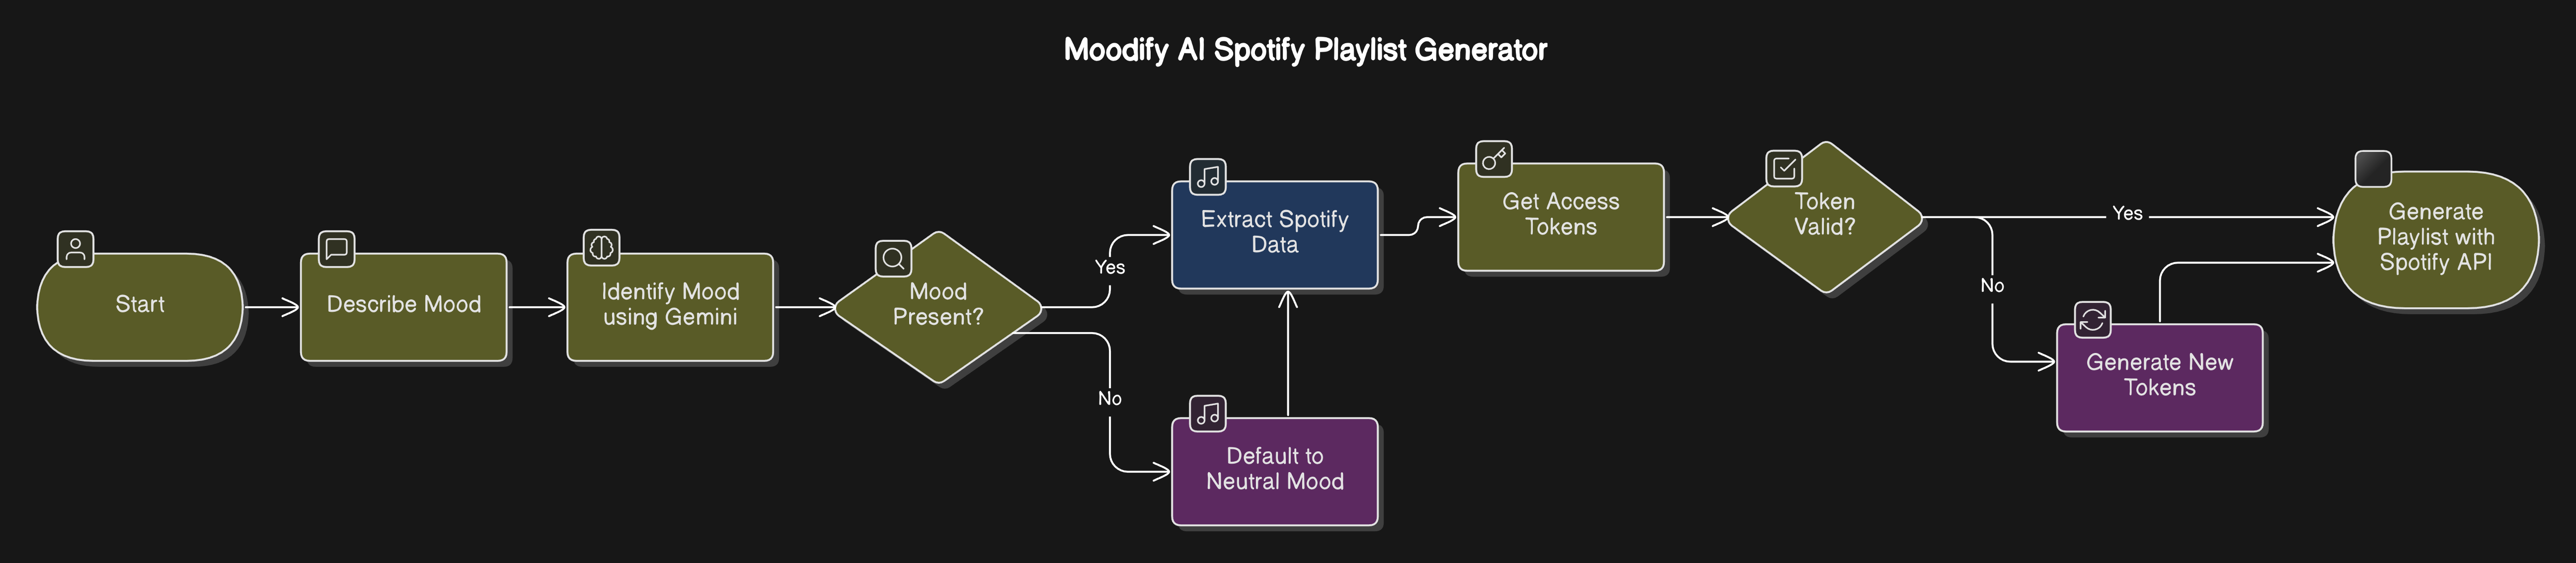 Moodify AI Spotify Playlist Generator
Start
Describe Mood
Identify Mood
using Gemini
Mood
Present?
Yes
No
Extract Spotify
Data
Default to
Neutral Mood
Get Access
Tokens
Token
Valid?
Yes
No
Generate New
Tokens
Generate
Playlist with
Spotify API